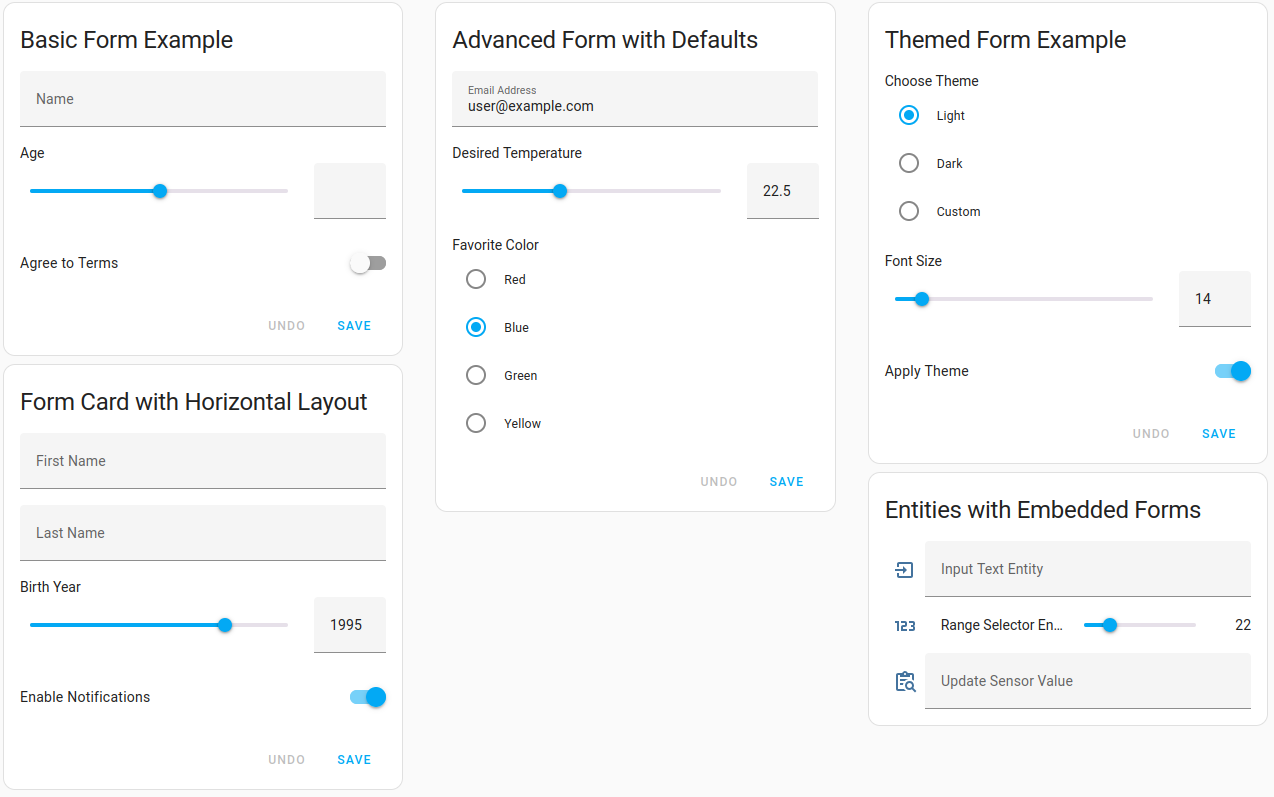 Basic Form Example
Name
Age
Agree to Terms
UNDO SAVE
Form Card with Horizontal Layout
First Name
Last Name
Birth Year
1995
Enable Notifications
UNDO SAVE
Advanced Form with Defaults
Email Address
user@example.com
Desired Temperature
22.5
Favorite Color
Red
Blue
Green
Yellow
UNDO SAVE
Themed Form Example
Choose Theme
Light
Dark
Custom
Font Size
14
Apply Theme
UNDO SAVE
Entities with Embedded Forms
Input Text Entity
123 Range Selector En... 22
Update Sensor Value